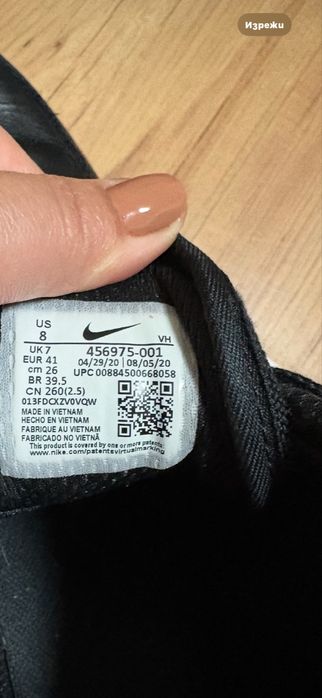 Изрежи
US
8
VH
UK 7
456975-001
EUR 41
04/29/20 | 08/05/20
cm 26
UPC 00884500668058
BR 39.5
CN 260(2.5)
013FDCXZV0VQW
MADE IN VIETNAM
HECHO EN VIETNAM
FABRIQUE AU VIETNAM
FABRICADO NO VIETNÃ
This product is covered by one or more patents.
www.nike.com/patentsvirtualmarking